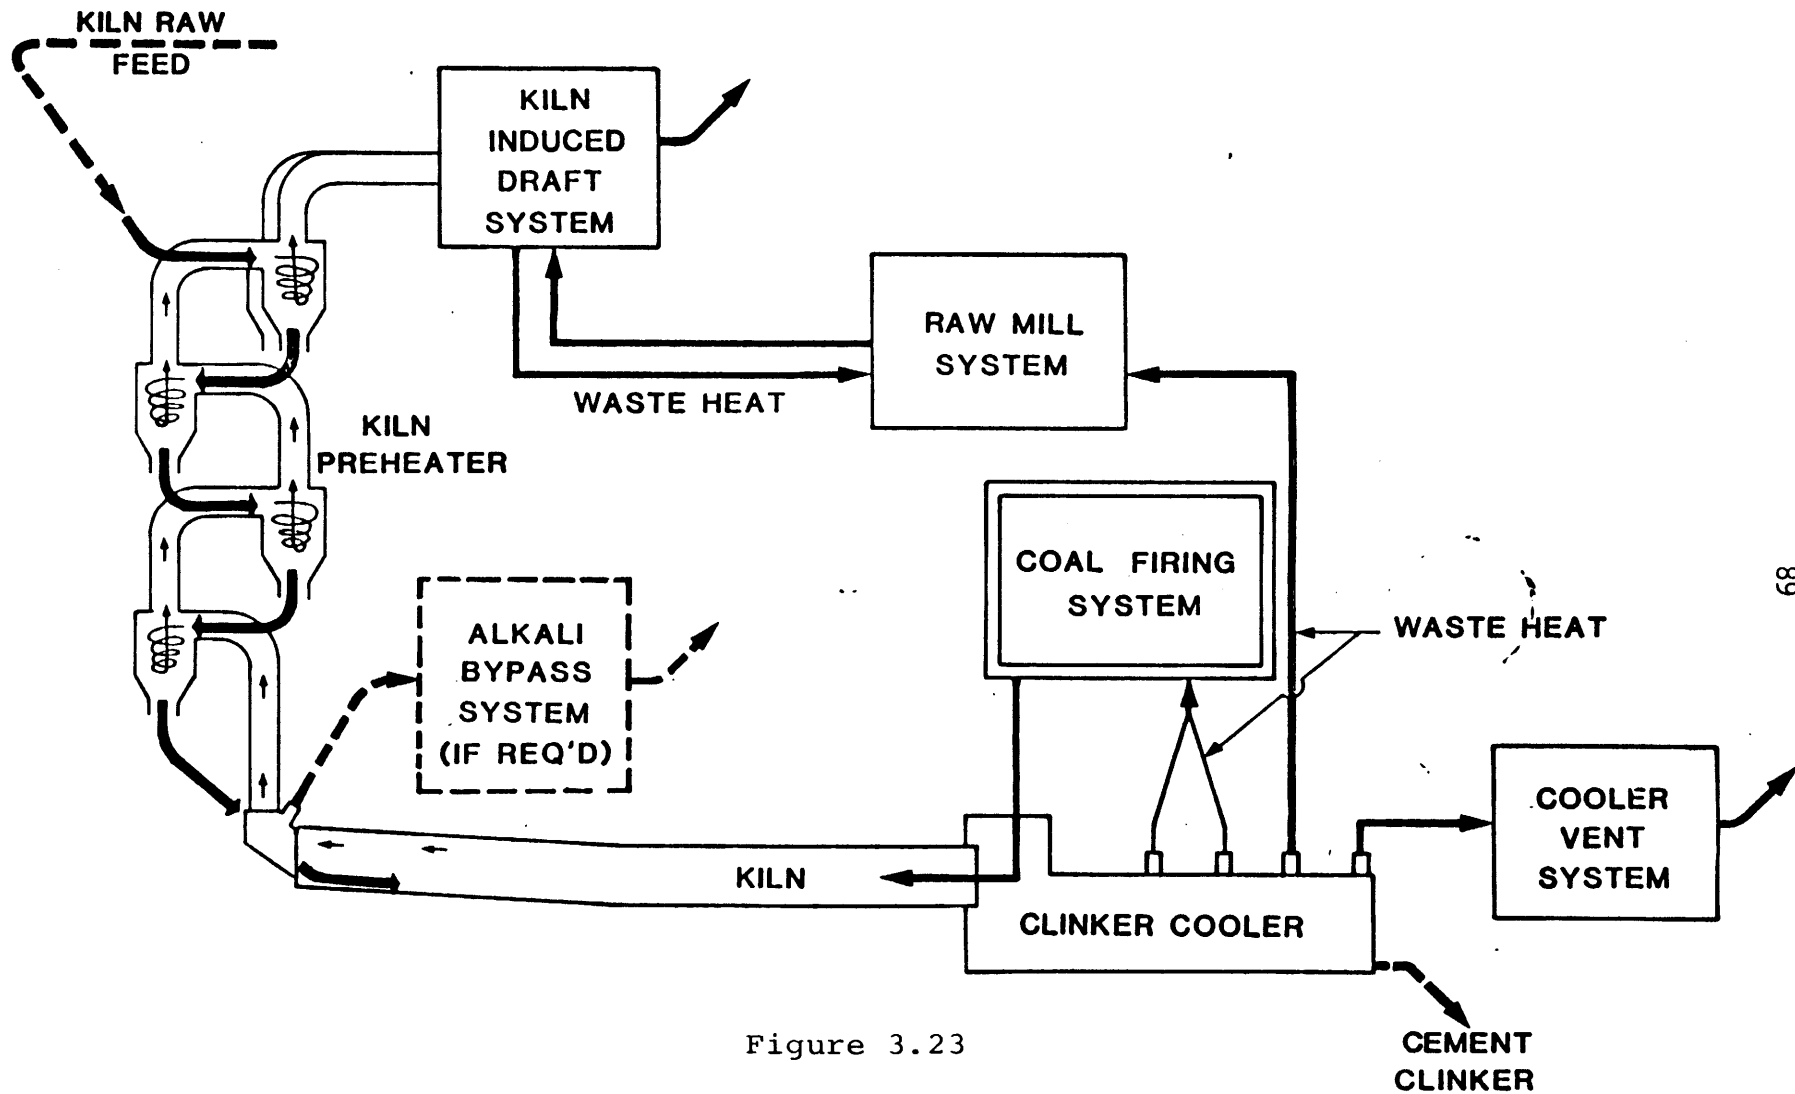 KILN RAW
FEED
KILN
INDUCED
DRAFT
SYSTEM
RAW MILL
SYSTEM
WASTE HEAT
KILN
PREHEATER
COAL FIRING
SYSTEM
68
WASTE HEAT
ALKALI
BYPASS
SYSTEM
(IF REQ'D)
COOLER
VENT
SYSTEM
KILN
CLINKER COOLER
CEMENT
CLINKER
Figure 3.23